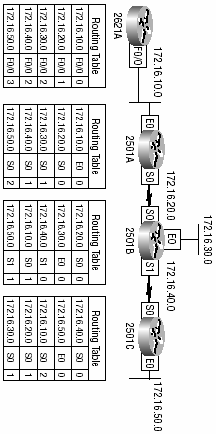 172.16.30.0
172.16.10.0
172.16.20.0
E0
172.16.40.0
172.16.50.0
F0/0
E0
S0
S0
S1
S0
E0
2621A
2501A
2501B
2501C
Routing Table
172.16.10.0 F0/0 0
172.16.20.0 F0/0 1
172.16.30.0 F0/0 2
172.16.40.0 F0/0 2
172.16.50.0 F0/0 3
Routing Table
172.16.20.0 S0 0
172.16.10.0 E0 0
172.16.30.0 S0 1
172.16.40.0 S0 1
172.16.50.0 S0 2
Routing Table
172.16.20.0 S0 0
172.16.30.0 E0 0
172.16.40.0 S1 0
172.16.10.0 S0 1
172.16.50.0 S1 1
Routing Table
172.16.40.0 S0 0
172.16.50.0 E0 0
172.16.10.0 S0 2
172.16.20.0 S0 1
172.16.30.0 S0 1